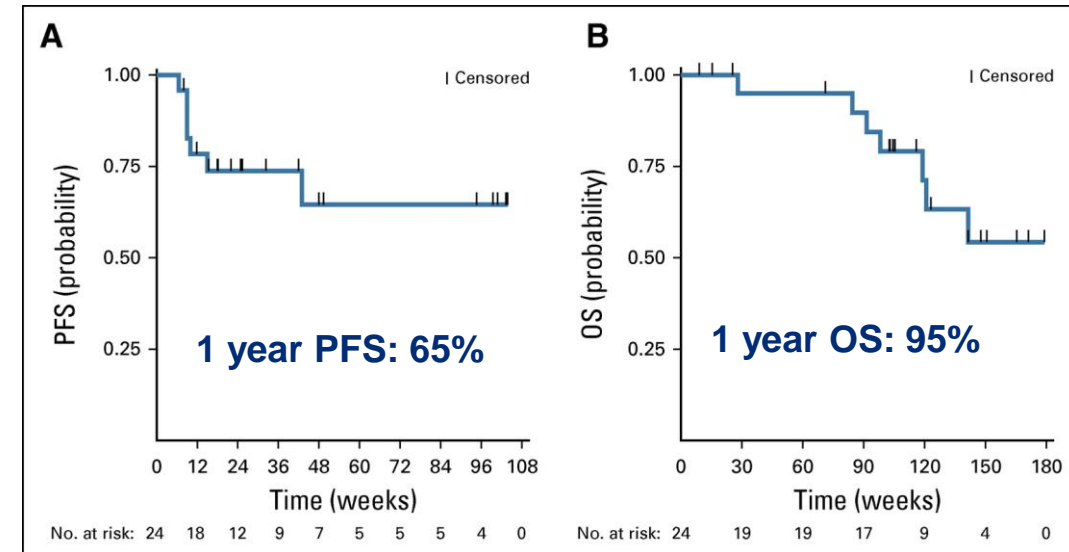 A
1.00
0.75
0.50
0.25
PFS (probability)
| Censored
1 year PFS: 65%
0 12 24 36 48 60 72 84 96 108
Time (weeks)
No. at risk: 24 18 12 9 7 5 5 5 4 0
B
1.00
0.75
0.50
0.25
OS (probability)
| Censored
1 year OS: 95%
0 30 60 90 120 150 180
Time (weeks)
No. at risk: 24 19 19 17 9 4 0